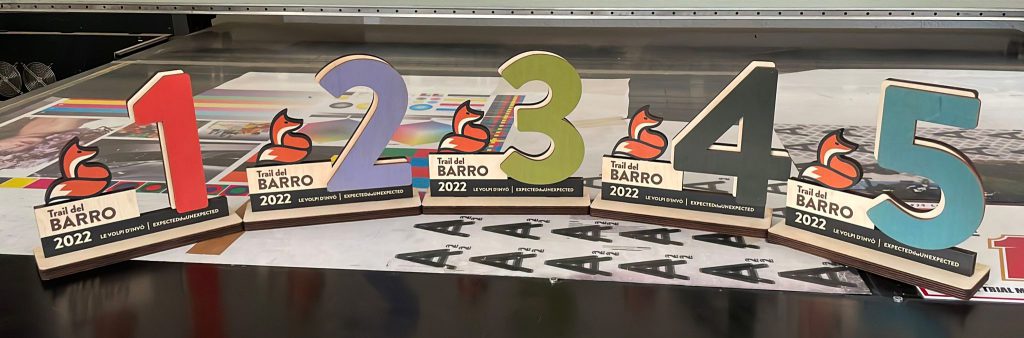 1
Trail del
BARRO
2022 LE VOLPI D'INVÒ | EXPECTEDtheUNEXPECTED
2
Trail del
BARRO
2022 LE VOLPI D'INVÒ | EXPECTEDtheUNEXPECTED
3
Trail del
BARRO
2022 LE VOLPI D'INVÒ | EXPECTEDtheUNEXPECTED
4
Trail del
BARRO
2022 LE VOLPI D'INVÒ | EXPECTEDtheUNEXPECTED
5
Trail del
BARRO
2022 LE VOLPI D'INVÒ | EXPECTEDtheUNEXPECTED
1
TRIAL M